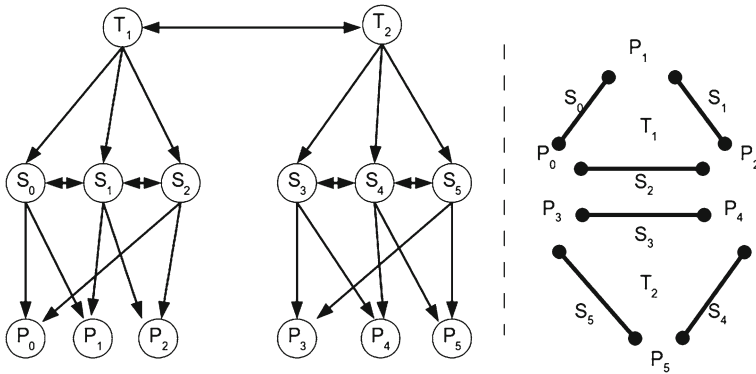 T₁ T₂
P₁
S₀ S₁
T₁
P₀ P₂
S₀ S₁ S₂ S₃ S₄ S₅
S₂
P₃ P₄
S₃
T₂
S₅ S₄
P₀ P₁ P₂ P₃ P₄ P₅
P₅